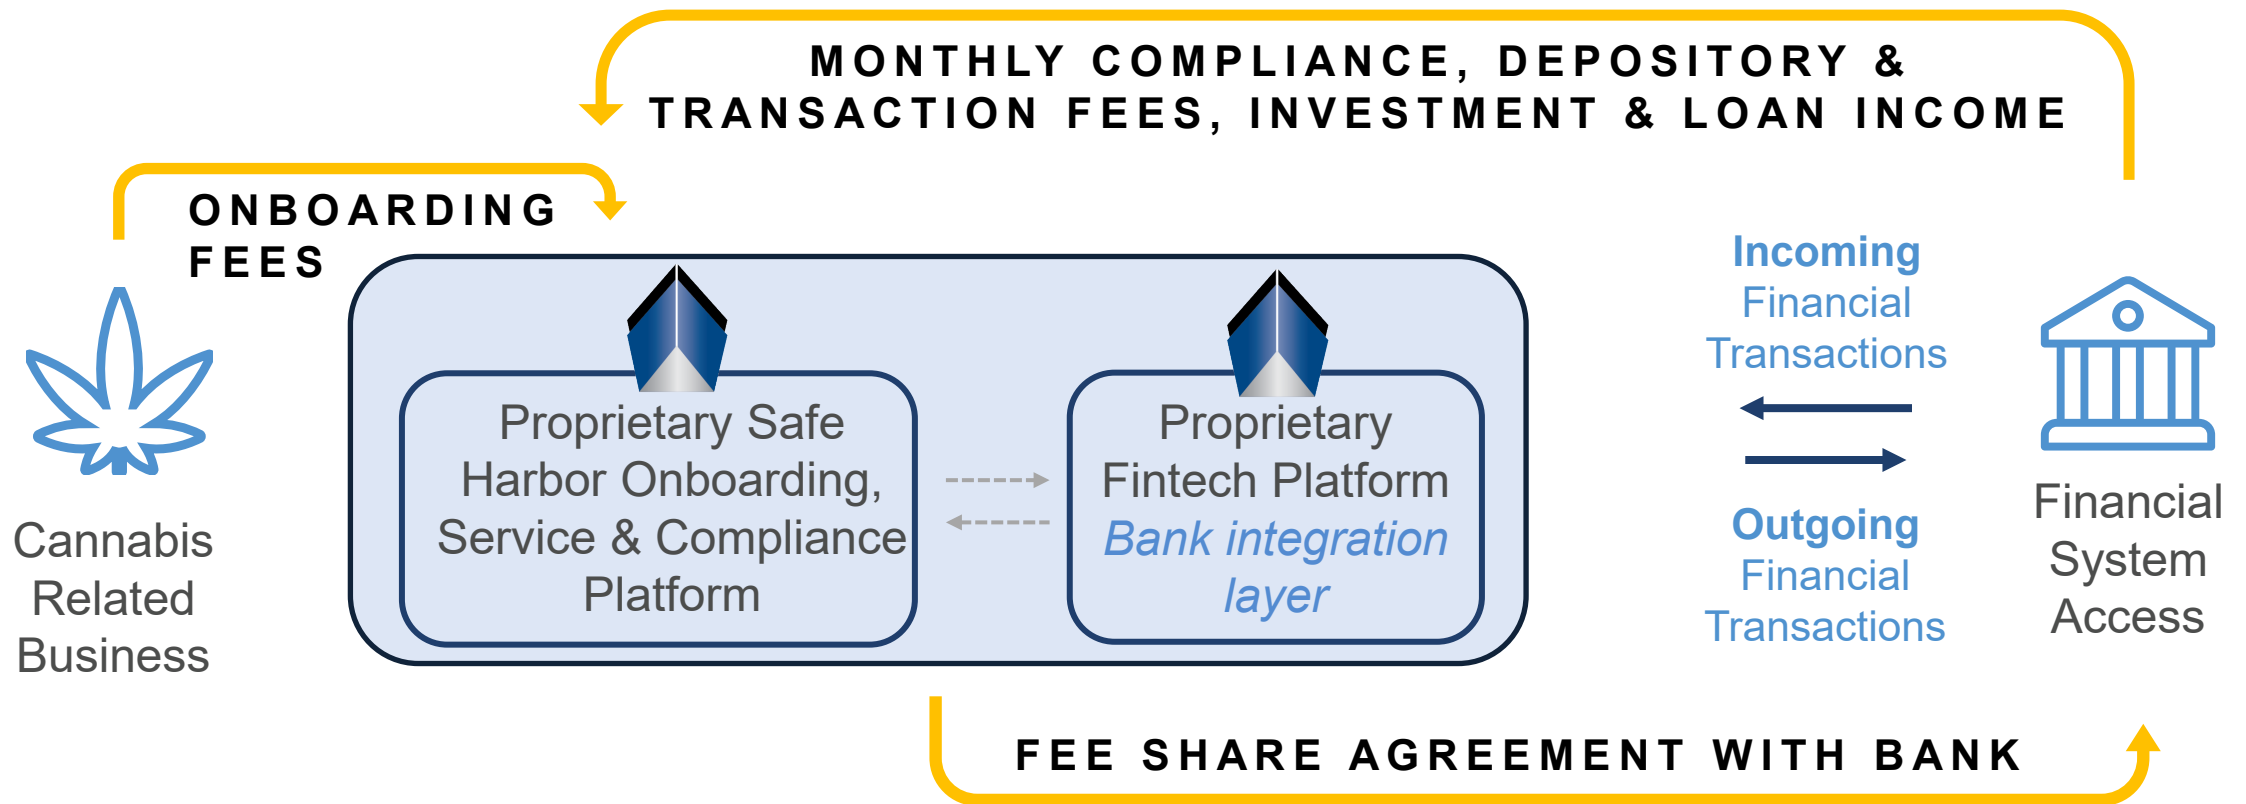 MONTHLY COMPLIANCE, DEPOSITORY &
TRANSACTION FEES, INVESTMENT & LOAN INCOME
ONBOARDING
FEES
Cannabis
Related
Business
Proprietary Safe
Harbor Onboarding,
Service & Compliance
Platform
Proprietary
Fintech Platform
Bank integration
layer
Incoming
Financial
Transactions
Outgoing
Financial
Transactions
Financial
System
Access
FEE SHARE AGREEMENT WITH BANK